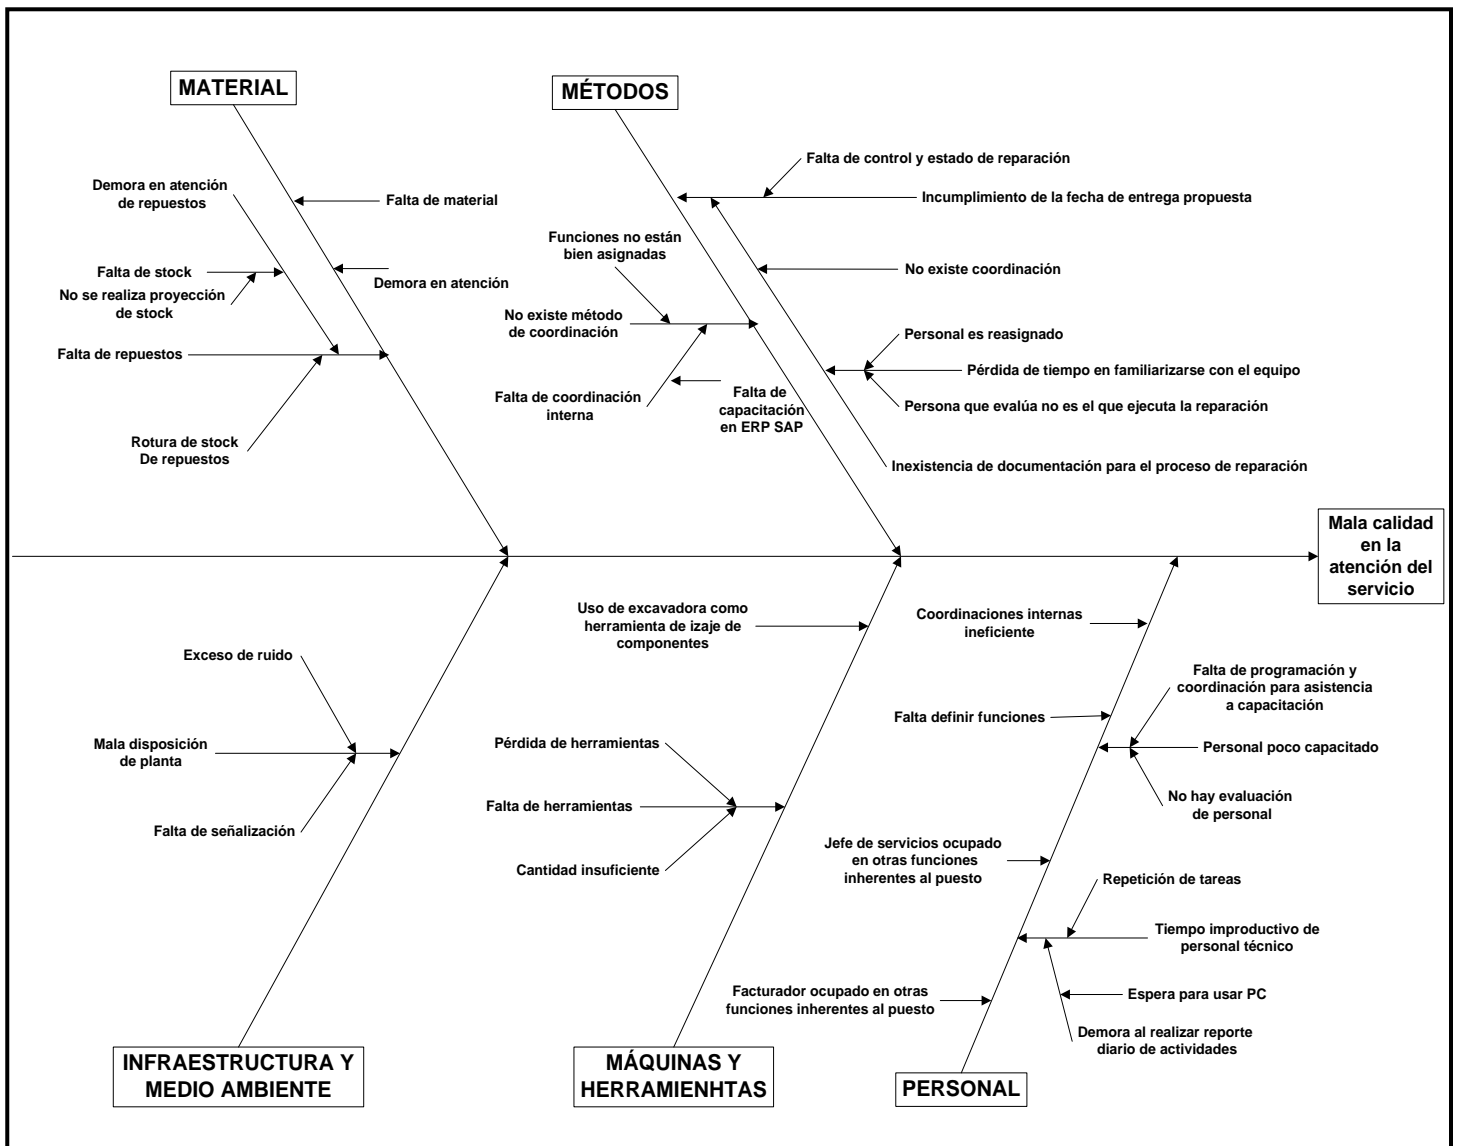 MATERIAL
MÉTODOS
Falta de control y estado de reparación
Demora en atención
de repuestos
Falta de material
Incumplimiento de la fecha de entrega propuesta
Funciones no están
bien asignadas
Falta de stock
No se realiza proyección
de stock
Demora en atención
No existe coordinación
No existe método
de coordinación
Personal es reasignado
Falta de repuestos
Pérdida de tiempo en familiarizarse con el equipo
Falta de coordinación
interna
Falta de
capacitación
en ERP SAP
Persona que evalúa no es el que ejecuta la reparación
Rotura de stock
De repuestos
Inexistencia de documentación para el proceso de reparación
Mala calidad
en la
atención del
servicio
Uso de excavadora como
herramienta de izaje de
componentes
Coordinaciones internas
ineficiente
Exceso de ruido
Falta de programación y
coordinación para asistencia
a capacitación
Falta definir funciones
Mala disposición
de planta
Pérdida de herramientas
Personal poco capacitado
Falta de herramientas
No hay evaluación
de personal
Falta de señalización
Cantidad insuficiente
Jefe de servicios ocupado
en otras funciones
inherentes al puesto
Repetición de tareas
Tiempo improductivo de
personal técnico
Facturador ocupado en otras
funciones inherentes al puesto
Espera para usar PC
Demora al realizar reporte
diario de actividades
INFRAESTRUCTURA Y
MEDIO AMBIENTE
MÁQUINAS Y
HERRAMIENHTAS
PERSONAL